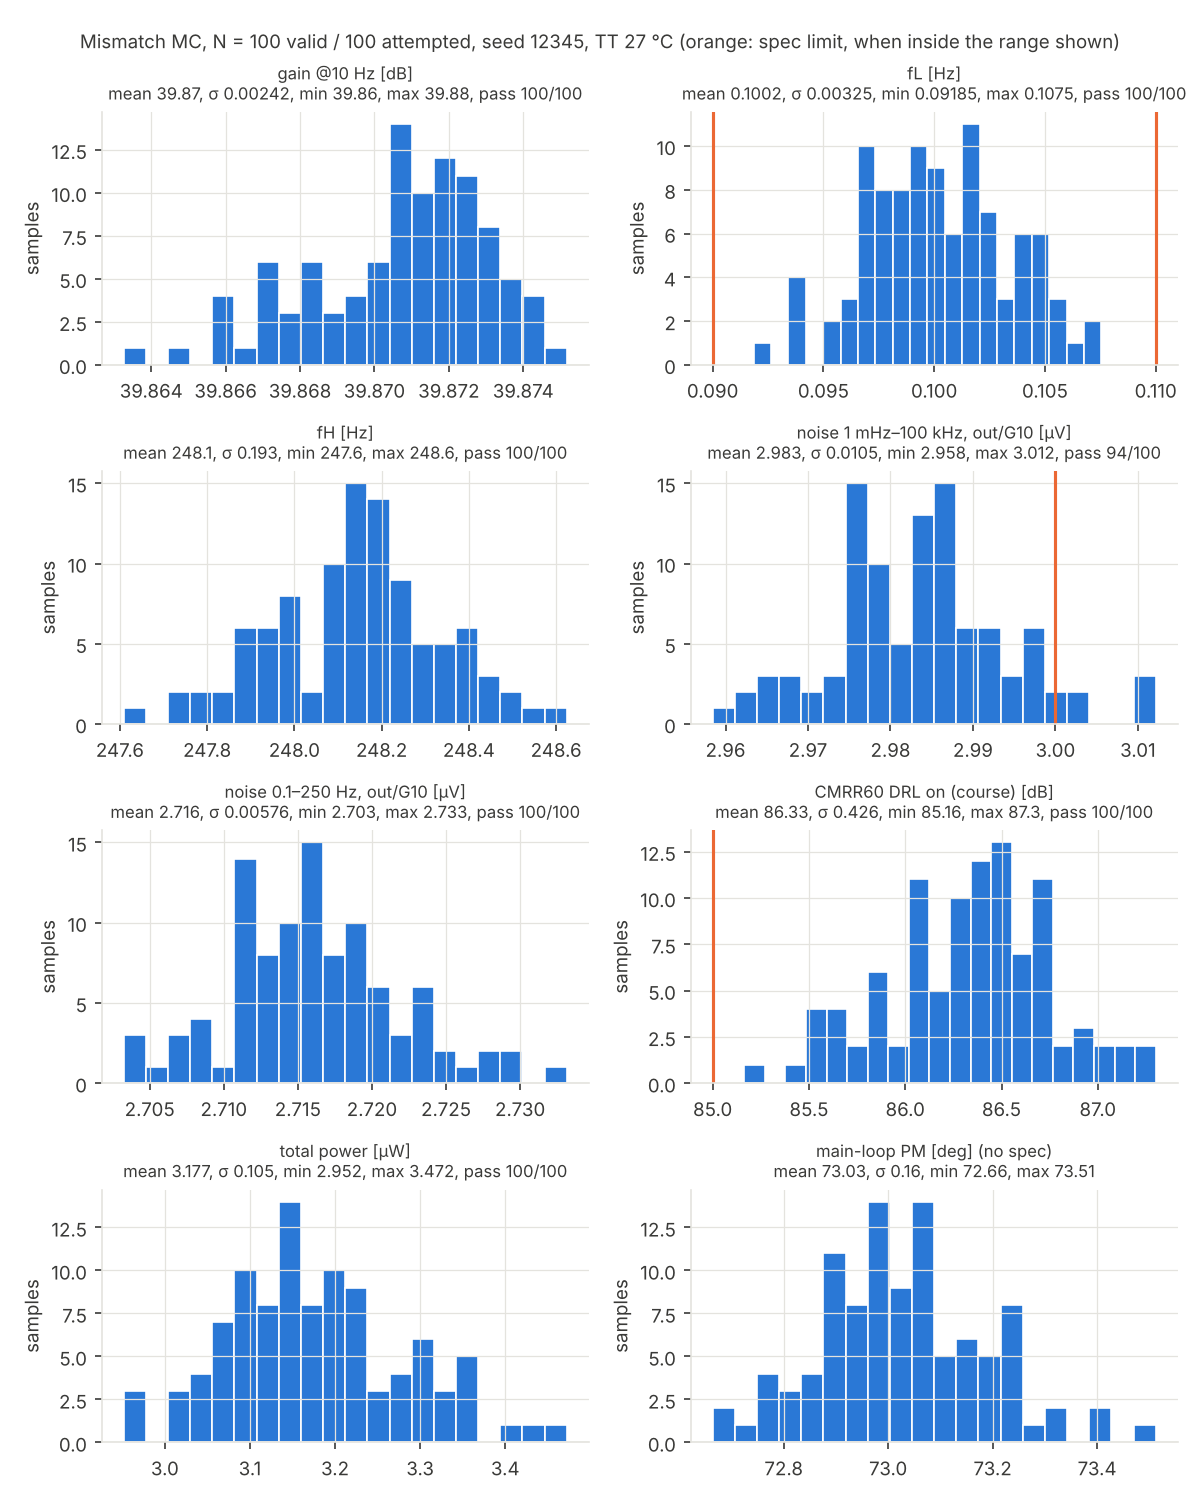 Mismatch MC, N = 100 valid / 100 attempted, seed 12345, TT 27 °C (orange: spec limit, when inside the range shown)
gain @10 Hz [dB]
mean 39.87, σ 0.00242, min 39.86, max 39.88, pass 100/100
samples
12.5
10.0
7.5
5.0
2.5
0.0
39.864 39.866 39.868 39.870 39.872 39.874
fL [Hz]
mean 0.1002, σ 0.00325, min 0.09185, max 0.1075, pass 100/100
samples
10
8
6
4
2
0
0.090 0.095 0.100 0.105 0.110
fH [Hz]
mean 248.1, σ 0.193, min 247.6, max 248.6, pass 100/100
samples
15
10
5
0
247.6 247.8 248.0 248.2 248.4 248.6
noise 1 mHz–100 kHz, out/G10 [µV]
mean 2.983, σ 0.0105, min 2.958, max 3.012, pass 94/100
samples
15
10
5
0
2.96 2.97 2.98 2.99 3.00 3.01
noise 0.1–250 Hz, out/G10 [µV]
mean 2.716, σ 0.00576, min 2.703, max 2.733, pass 100/100
samples
15
10
5
0
2.705 2.710 2.715 2.720 2.725 2.730
CMRR60 DRL on (course) [dB]
mean 86.33, σ 0.426, min 85.16, max 87.3, pass 100/100
samples
12.5
10.0
7.5
5.0
2.5
0.0
85.0 85.5 86.0 86.5 87.0
total power [µW]
mean 3.177, σ 0.105, min 2.952, max 3.472, pass 100/100
samples
12.5
10.0
7.5
5.0
2.5
0.0
3.0 3.1 3.2 3.3 3.4
main-loop PM [deg] (no spec)
mean 73.03, σ 0.16, min 72.66, max 73.51
samples
12.5
10.0
7.5
5.0
2.5
0.0
72.8 73.0 73.2 73.4